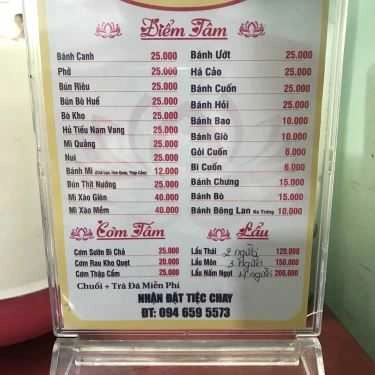 Điểm Tâm
Bánh Canh 25.000
Phở 25.000
Bún Riêu 25.000
Bún Bò Huế 25.000
Bò Kho 25.000
Hủ Tiếu Nam Vang 25.000
Mì Quảng 25.000
Nui 25.000
Bánh Mì 12.000
Bún Thịt Nướng 25.000
Mì Xào Giòn 40.000
Mì Xào Mềm 40.000
Bánh Ướt 25.000
Há Cảo 25.000
Bánh Cuốn 25.000
Bánh Hỏi 25.000
Bánh Bao 10.000
Bánh Giò 10.000
Gỏi Cuốn 6.000
Bì Cuốn 6.000
Bánh Chưng 15.000
Bánh Bò 15.000
Bánh Bông Lan 10.000
Cơm Tấm
Cơm Sườn Bì Chả 25.000
Cơm Rau Kho Quẹt 20.000
Cơm Thập Cẩm 25.000
Lẩu
Lẩu Thái 2 người 120.000
Lẩu Môn 3 người 150.000
Lẩu Nấm Ngọt 4 người 200.000
Chuối + Trà Đá Miễn Phí
NHẬN ĐẶT TIỆC CHAY
ĐT: 094 659 5573